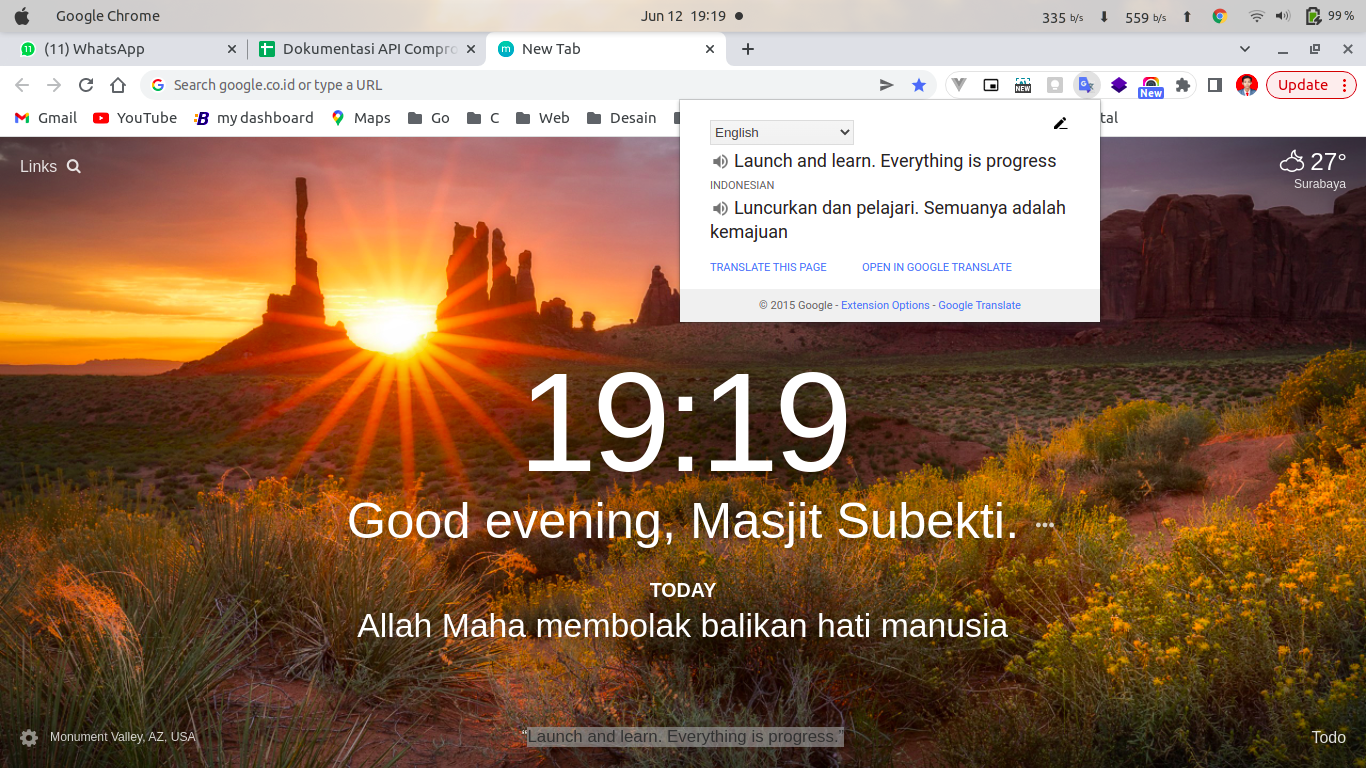 Google Chrome
Jun 12 19:19
335 b/s 559 b/s 99 %
(11) WhatsApp
Dokumentasi API Compro
New Tab
Search google.co.id or type a URL
NEW
New
Update
Gmail
YouTube
my dashboard
Maps
Go
C
Web
Desain
tal
English
Launch and learn. Everything is progress
INDONESIAN
Luncurkan dan pelajari. Semuanya adalah
kemajuan
TRANSLATE THIS PAGE
OPEN IN GOOGLE TRANSLATE
© 2015 Google - Extension Options - Google Translate
Links
27°
Surabaya
19:19
Good evening, Masjit Subekti.
TODAY
Allah Maha membolak balikan hati manusia
Monument Valley, AZ, USA
“Launch and learn. Everything is progress.”
Todo